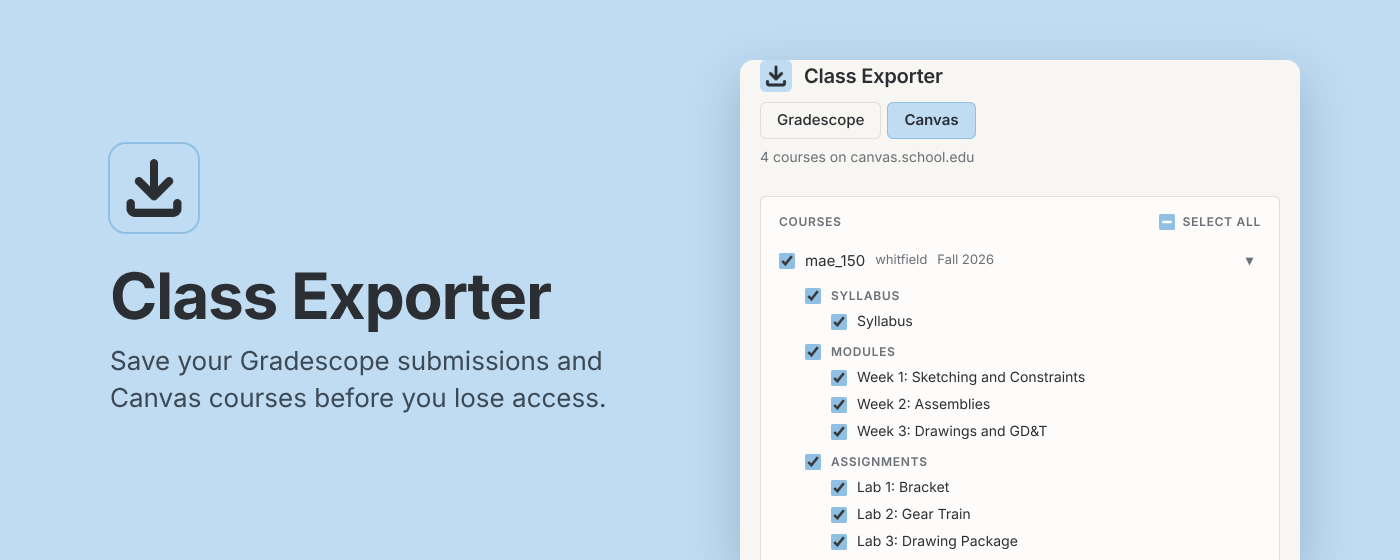 Class Exporter
Save your Gradescope submissions and
Canvas courses before you lose access.
Class Exporter
Gradescope Canvas
4 courses on canvas.school.edu
COURSES SELECT ALL
mae_150 whitfield Fall 2026
SYLLABUS
Syllabus
MODULES
Week 1: Sketching and Constraints
Week 2: Assemblies
Week 3: Drawings and GD&T
ASSIGNMENTS
Lab 1: Bracket
Lab 2: Gear Train
Lab 3: Drawing Package